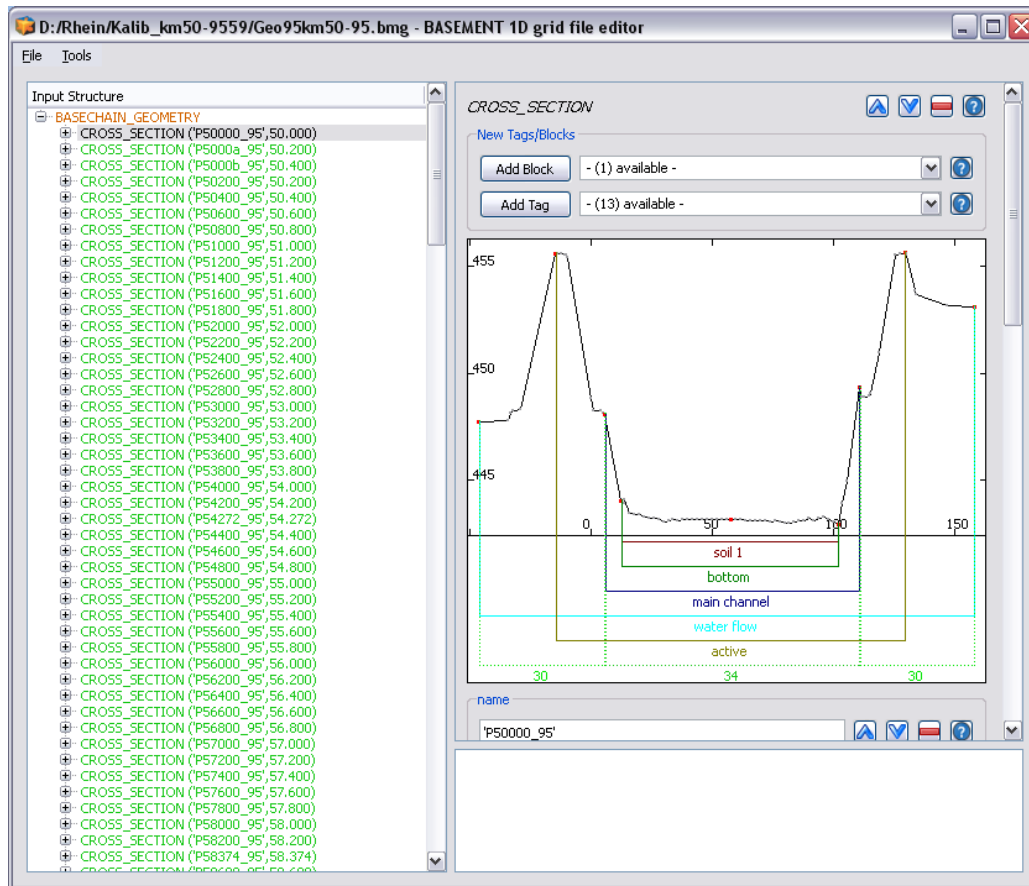 D:/Rhein/Kalib_km50-9559/Geo95km50-95.bmg - BASEMENT 1D grid file editor
File Tools
Input Structure
BASECHAIN_GEOMETRY
CROSS_SECTION ('P50000_95',50.000)
CROSS_SECTION ('P5000a_95',50.200)
CROSS_SECTION ('P5000b_95',50.400)
CROSS_SECTION ('P50200_95',50.200)
CROSS_SECTION ('P50400_95',50.400)
CROSS_SECTION ('P50600_95',50.600)
CROSS_SECTION ('P50800_95',50.800)
CROSS_SECTION ('P51000_95',51.000)
CROSS_SECTION ('P51200_95',51.200)
CROSS_SECTION ('P51400_95',51.400)
CROSS_SECTION ('P51600_95',51.600)
CROSS_SECTION ('P51800_95',51.800)
CROSS_SECTION ('P52000_95',52.000)
CROSS_SECTION ('P52200_95',52.200)
CROSS_SECTION ('P52400_95',52.400)
CROSS_SECTION ('P52600_95',52.600)
CROSS_SECTION ('P52800_95',52.800)
CROSS_SECTION ('P53000_95',53.000)
CROSS_SECTION ('P53200_95',53.200)
CROSS_SECTION ('P53400_95',53.400)
CROSS_SECTION ('P53600_95',53.600)
CROSS_SECTION ('P53800_95',53.800)
CROSS_SECTION ('P54000_95',54.000)
CROSS_SECTION ('P54200_95',54.200)
CROSS_SECTION ('P54272_95',54.272)
CROSS_SECTION ('P54400_95',54.400)
CROSS_SECTION ('P54600_95',54.600)
CROSS_SECTION ('P54800_95',54.800)
CROSS_SECTION ('P55000_95',55.000)
CROSS_SECTION ('P55200_95',55.200)
CROSS_SECTION ('P55400_95',55.400)
CROSS_SECTION ('P55600_95',55.600)
CROSS_SECTION ('P55800_95',55.800)
CROSS_SECTION ('P56000_95',56.000)
CROSS_SECTION ('P56200_95',56.200)
CROSS_SECTION ('P56400_95',56.400)
CROSS_SECTION ('P56600_95',56.600)
CROSS_SECTION ('P56800_95',56.800)
CROSS_SECTION ('P57000_95',57.000)
CROSS_SECTION ('P57200_95',57.200)
CROSS_SECTION ('P57400_95',57.400)
CROSS_SECTION ('P57600_95',57.600)
CROSS_SECTION ('P57800_95',57.800)
CROSS_SECTION ('P58000_95',58.000)
CROSS_SECTION ('P58200_95',58.200)
CROSS_SECTION ('P58374_95',58.374)
CROSS_SECTION
New Tags/Blocks
Add Block - (1) available -
Add Tag - (13) available -
455
450
445
0 50 100 150
soil 1
bottom
main channel
water flow
active
30 34 30
name
'P50000_95'